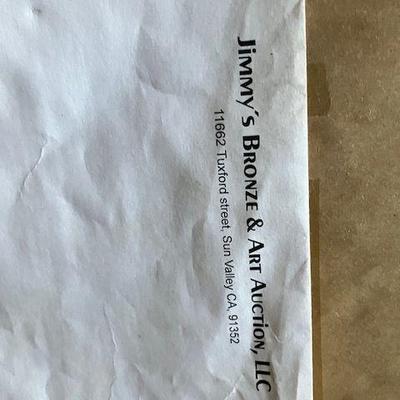 Jimmy's Bronze & Art Auction, LLC
11662 Tuxford street, Sun Valley CA, 91352